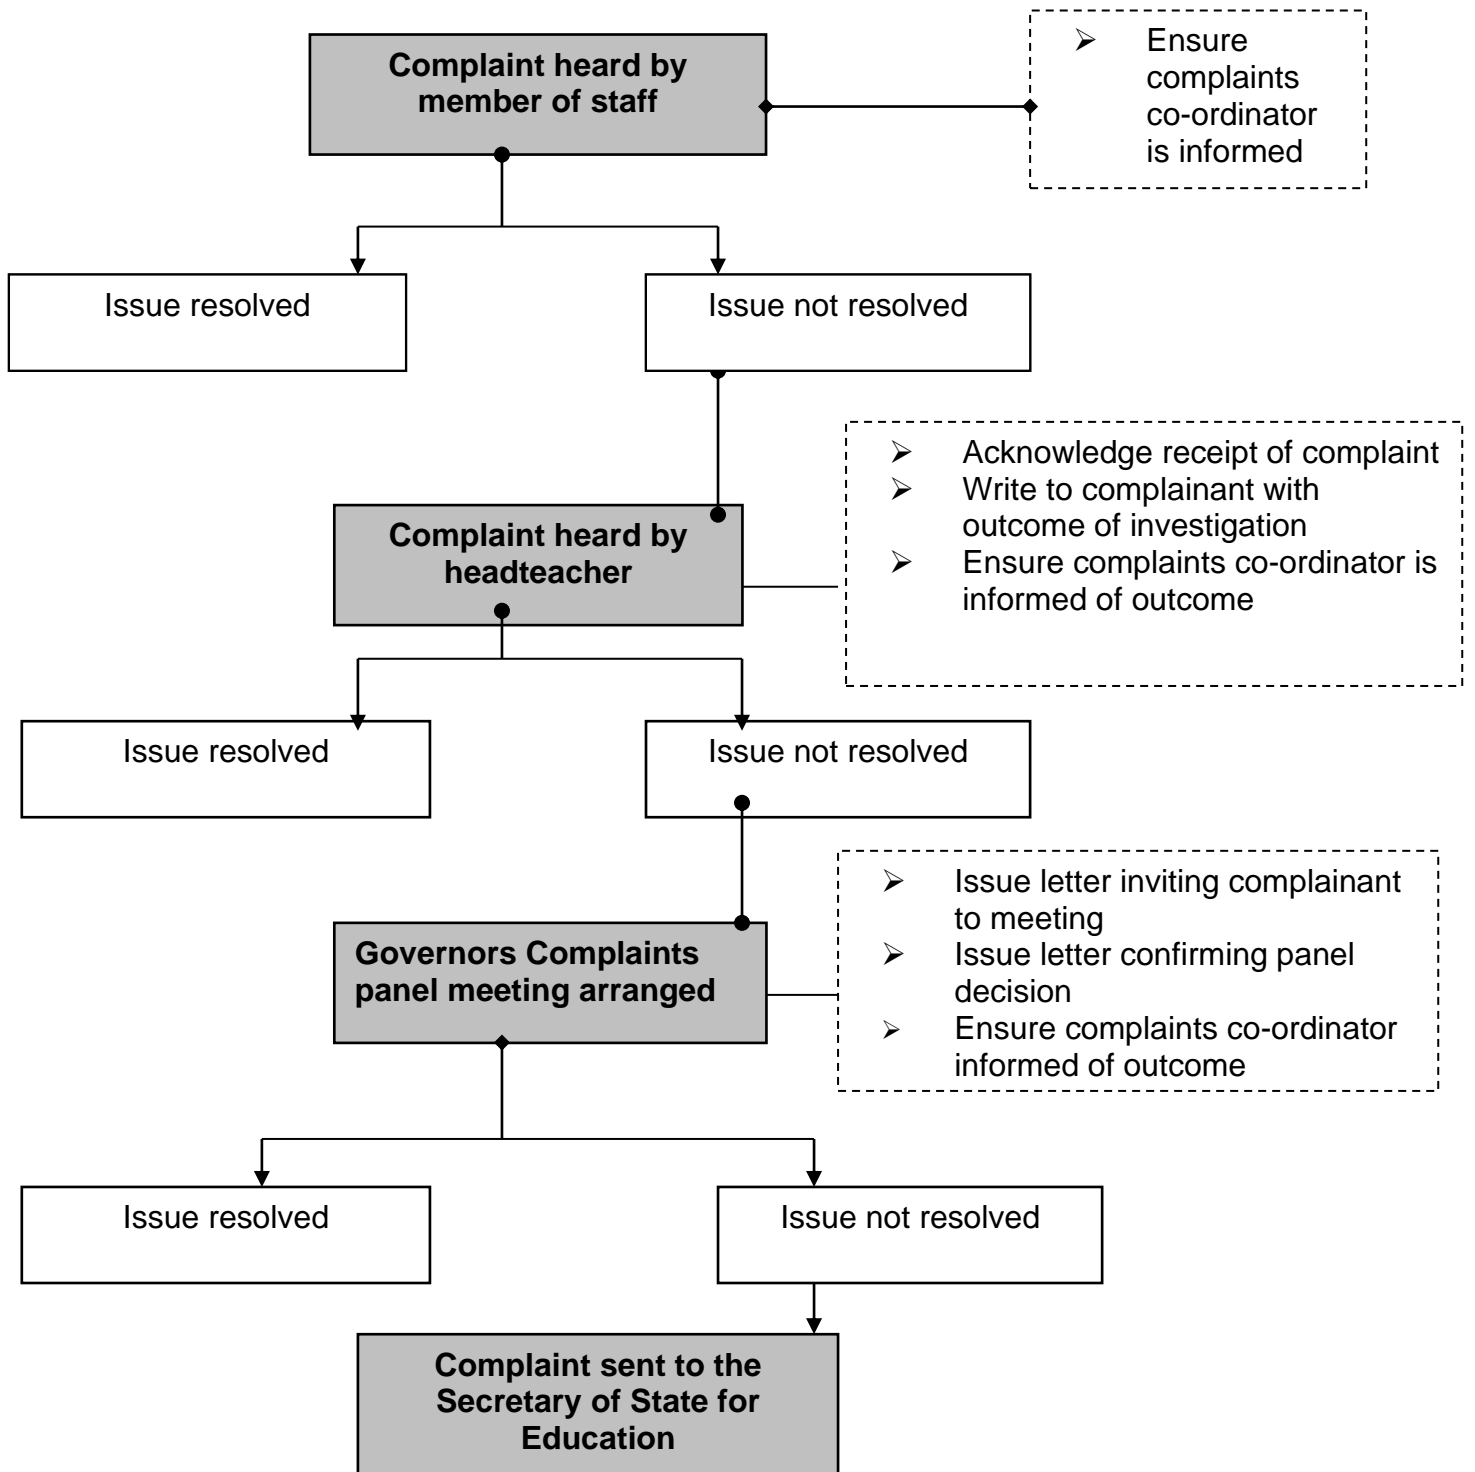 Complaint heard by
member of staff
➢ Ensure
complaints
co-ordinator
is informed
Issue resolved
Issue not resolved
➢ Acknowledge receipt of complaint
➢ Write to complainant with
outcome of investigation
➢ Ensure complaints co-ordinator is
informed of outcome
Complaint heard by
headteacher
Issue resolved
Issue not resolved
➢ Issue letter inviting complainant
to meeting
➢ Issue letter confirming panel
decision
➢ Ensure complaints co-ordinator
informed of outcome
Governors Complaints
panel meeting arranged
Issue resolved
Issue not resolved
Complaint sent to the
Secretary of State for
Education